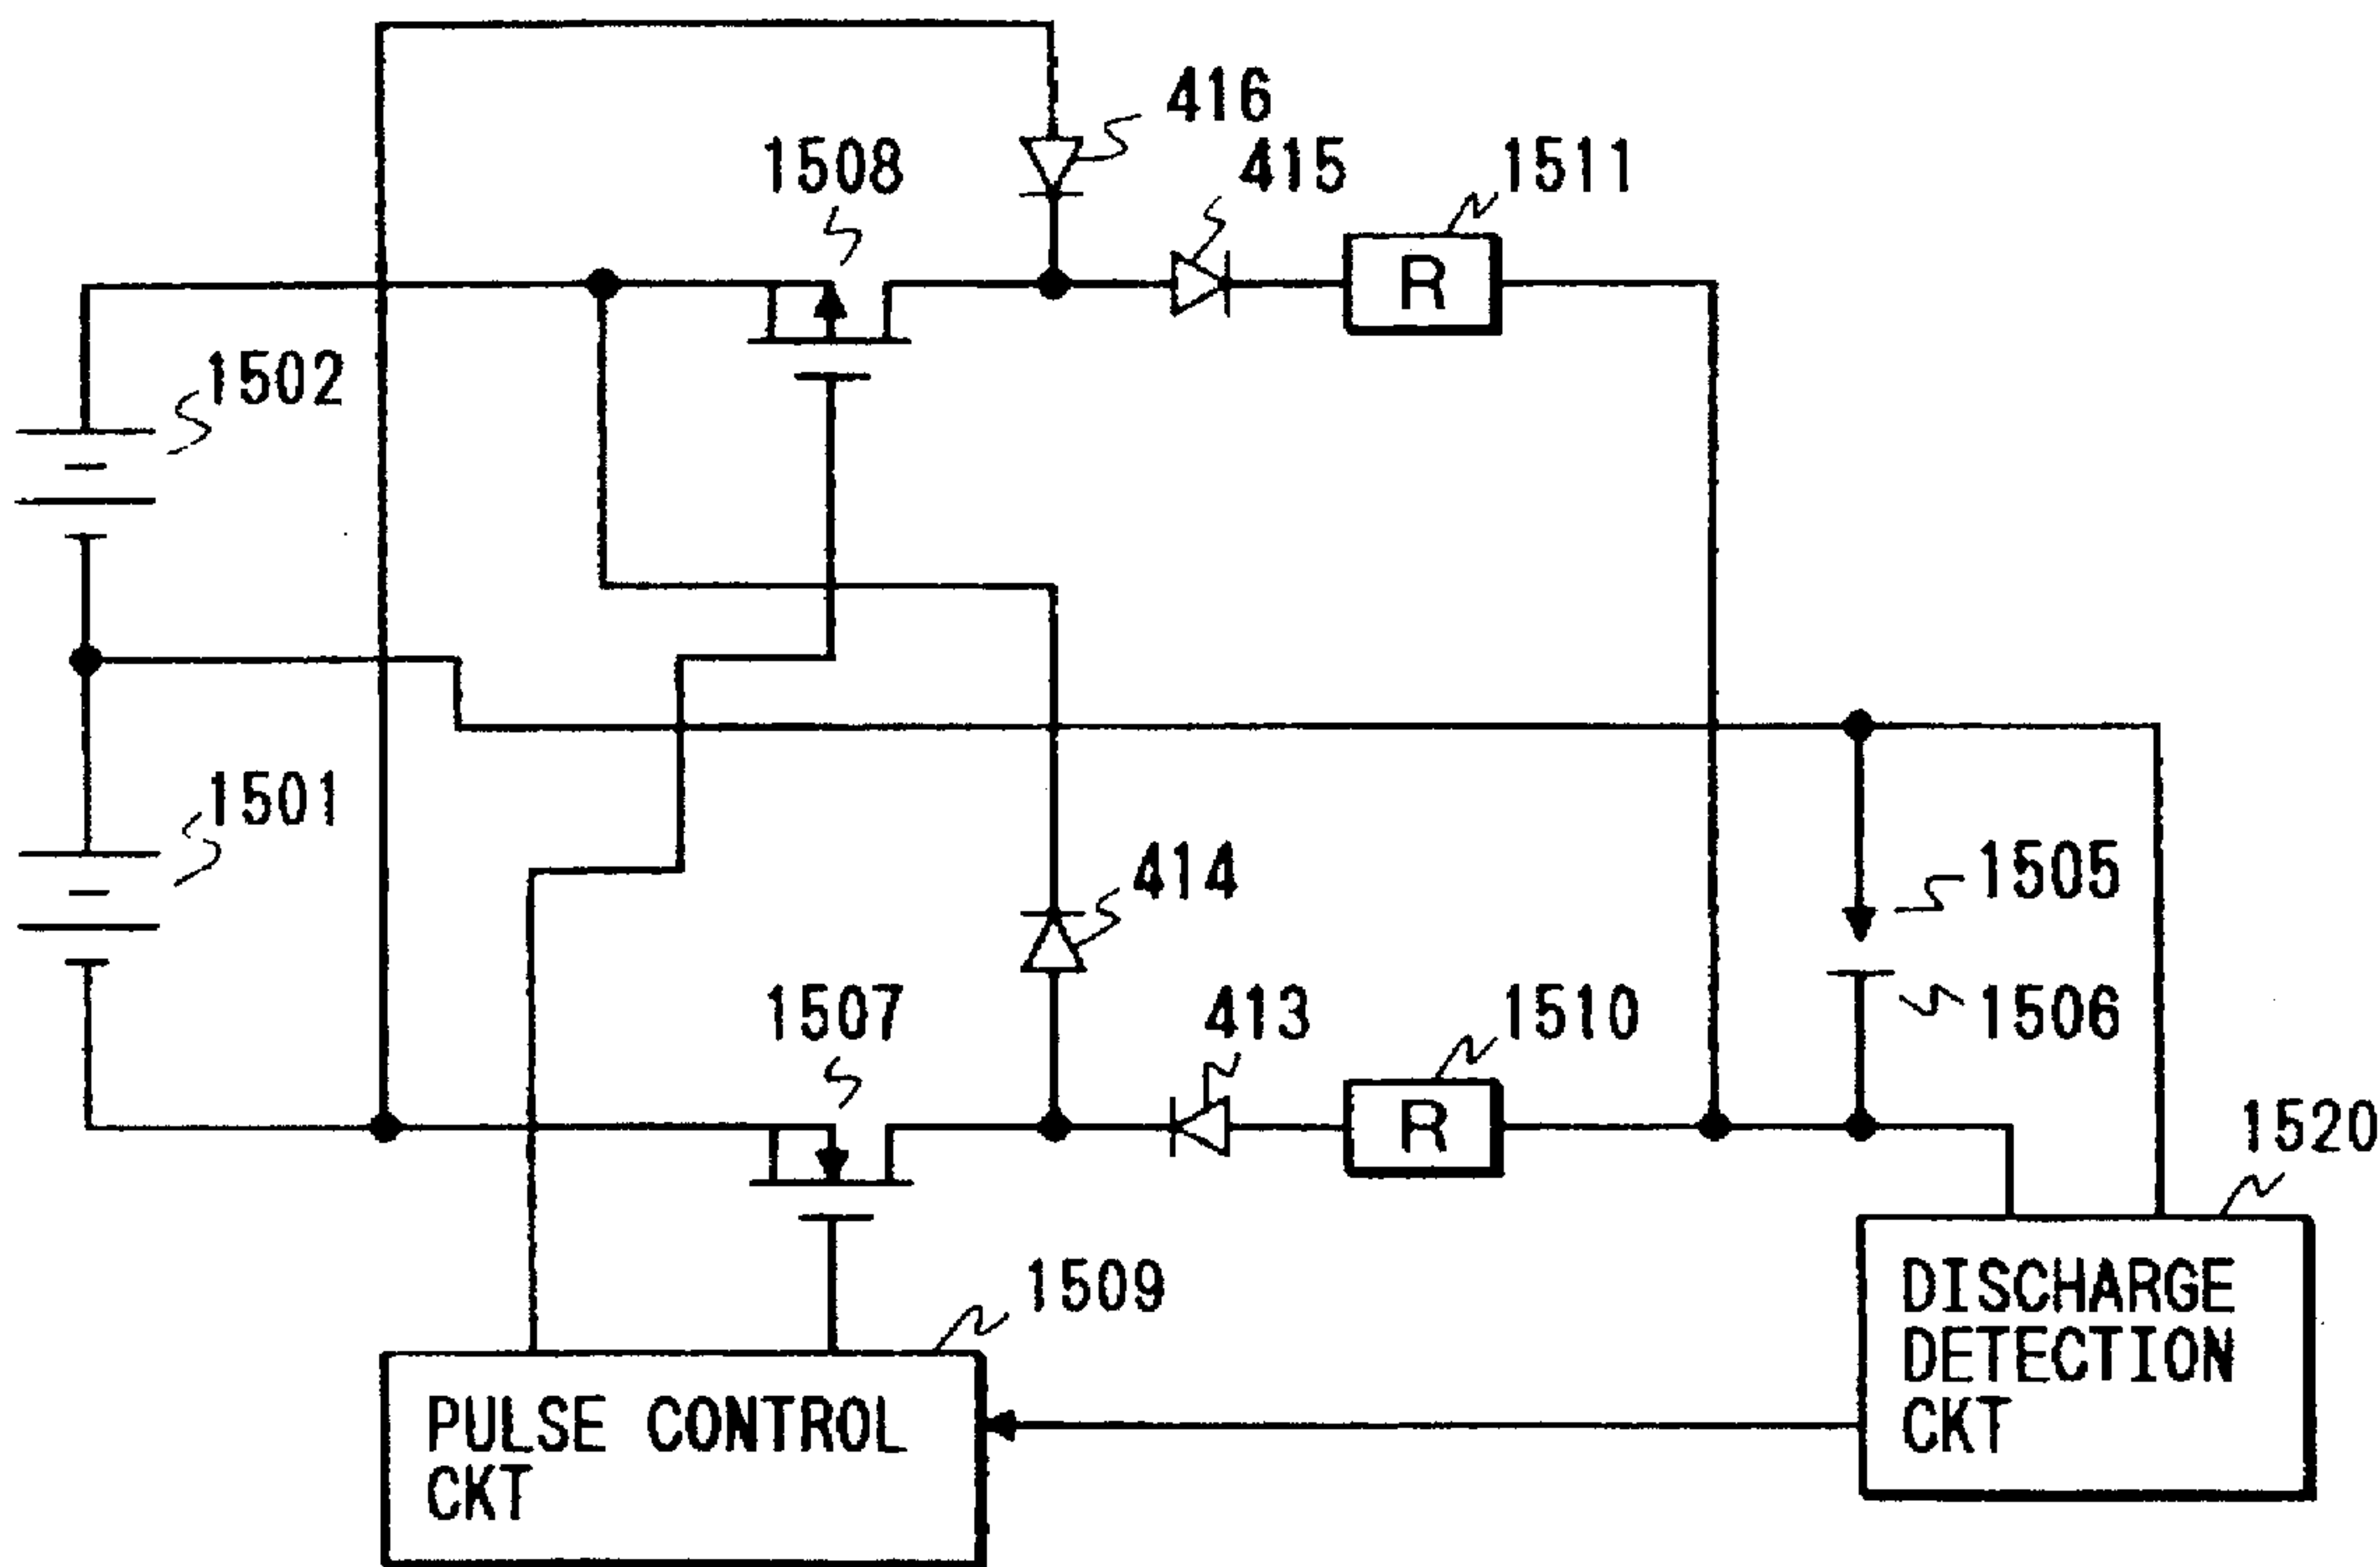 416
415
1511
1508
R
1502
1501
414
1505
1506
1507
413
1510
R
1520
1509
PULSE CONTROL
CKT
DISCHARGE
DETECTION
CKT